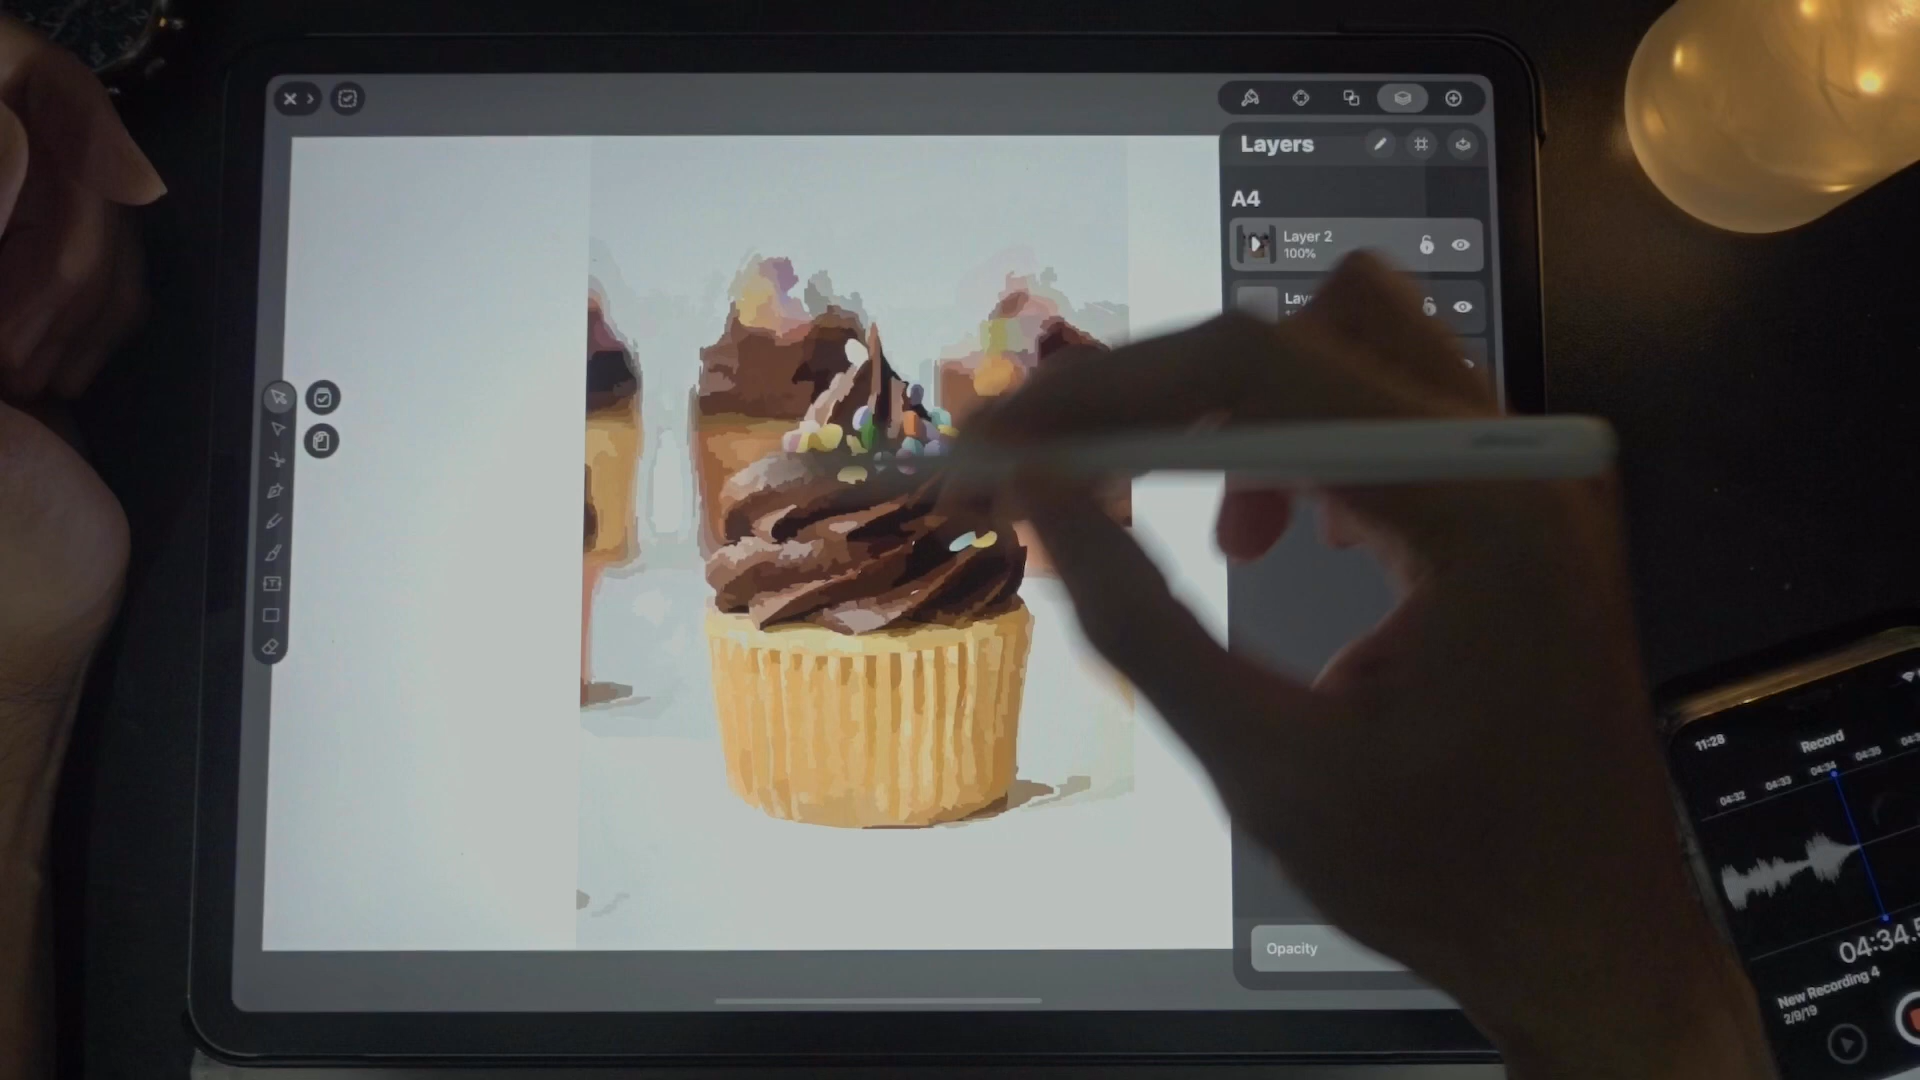 Layers
A4
Layer 2
100%
Lay
Opacity
11:28
Record
04:32
04:33
04:34
04:35
04:34.5
New Recording 4
2/9/19